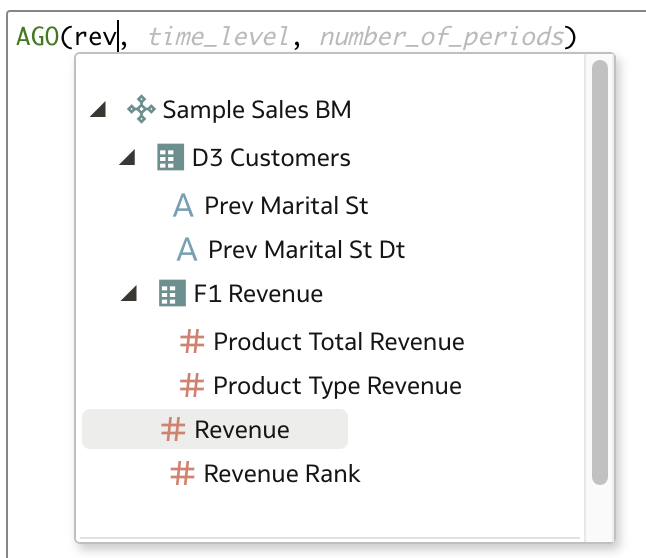 AGO(rev, time_level, number_of_periods)
Sample Sales BM
D3 Customers
A Prev Marital St
A Prev Marital St Dt
F1 Revenue
# Product Total Revenue
# Product Type Revenue
# Revenue
# Revenue Rank